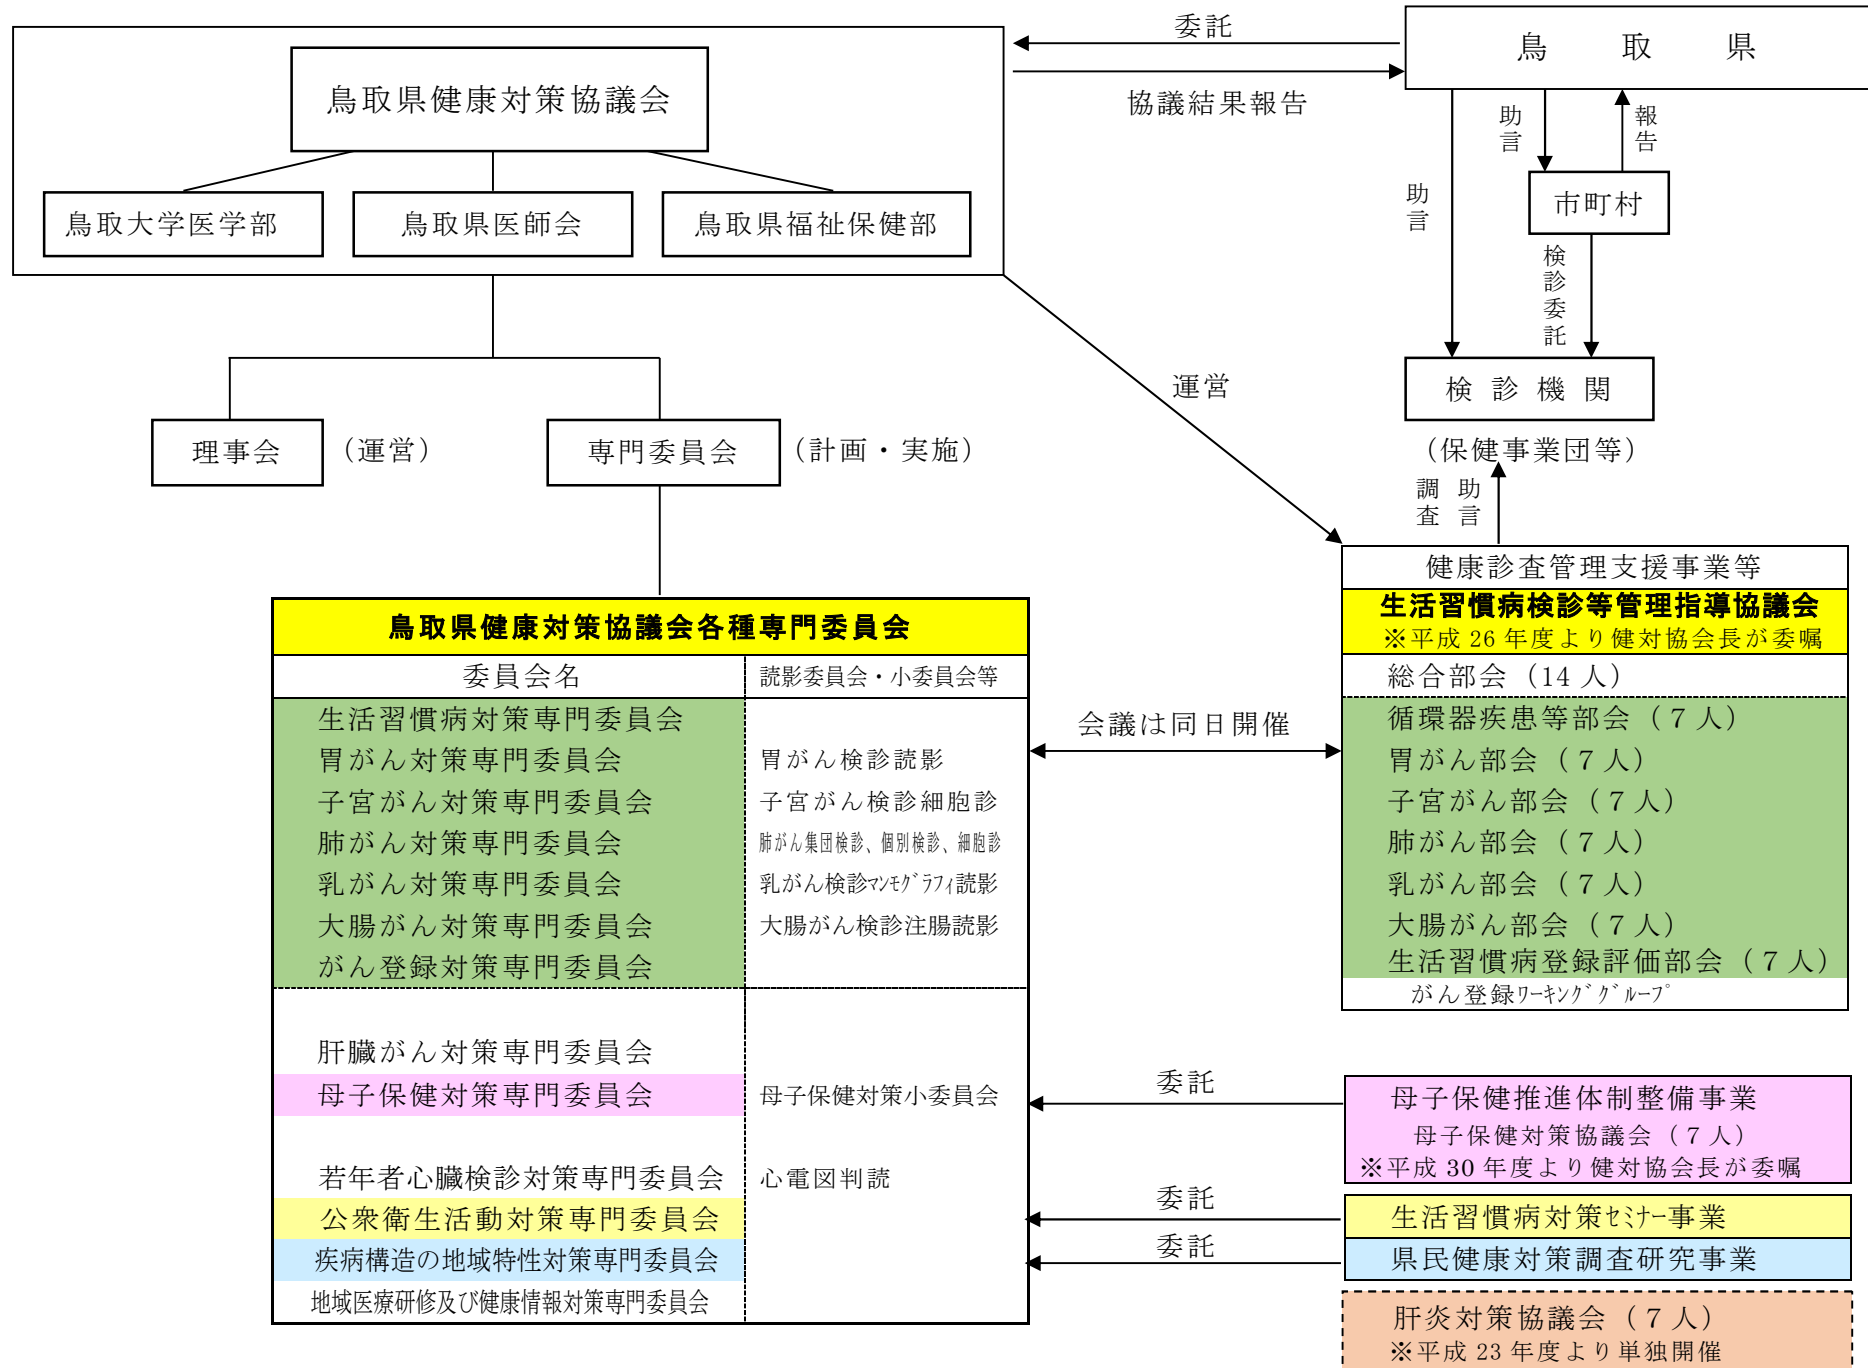 委託
鳥取県
鳥取県健康対策協議会
協議結果報告
助言
報告
助言
鳥取大学医学部
鳥取県医師会
鳥取県福祉保健部
市町村
検診委託
運営
検診機関
(保健事業団等)
理事会
(運営)
専門委員会
(計画・実施)
調査
助言
鳥取県健康対策協議会各種専門委員会
委員会名
読影委員会・小委員会等
生活習慣病対策専門委員会
胃がん対策専門委員会
胃がん検診読影
子宮がん対策専門委員会
子宮がん検診細胞診
肺がん対策専門委員会
肺がん集団検診、個別検診、細胞診
乳がん対策専門委員会
乳がん検診ﾏﾝﾓｸﾞﾗﾌｨ読影
大腸がん対策専門委員会
大腸がん検診注腸読影
がん登録対策専門委員会
肝臓がん対策専門委員会
母子保健対策専門委員会
母子保健対策小委員会
若年者心臓検診対策専門委員会
心電図判読
公衆衛生活動対策専門委員会
疾病構造の地域特性対策専門委員会
地域医療研修及び健康情報対策専門委員会
会議は同日開催
委託
委託
委託
健康診査管理支援事業等
生活習慣病検診等管理指導協議会
※平成 26 年度より健対協会長が委嘱
総合部会(14 人)
循環器疾患等部会(７人)
胃がん部会(７人)
子宮がん部会(７人)
肺がん部会(７人)
乳がん部会(７人)
大腸がん部会(７人)
生活習慣病登録評価部会(７人)
がん登録ﾜｰｷﾝｸﾞｸﾞﾙｰﾌﾟ
母子保健推進体制整備事業
母子保健対策協議会(７人)
※平成 30 年度より健対協会長が委嘱
生活習慣病対策ｾﾐﾅｰ事業
県民健康対策調査研究事業
肝炎対策協議会(７人)
※平成 23 年度より単独開催